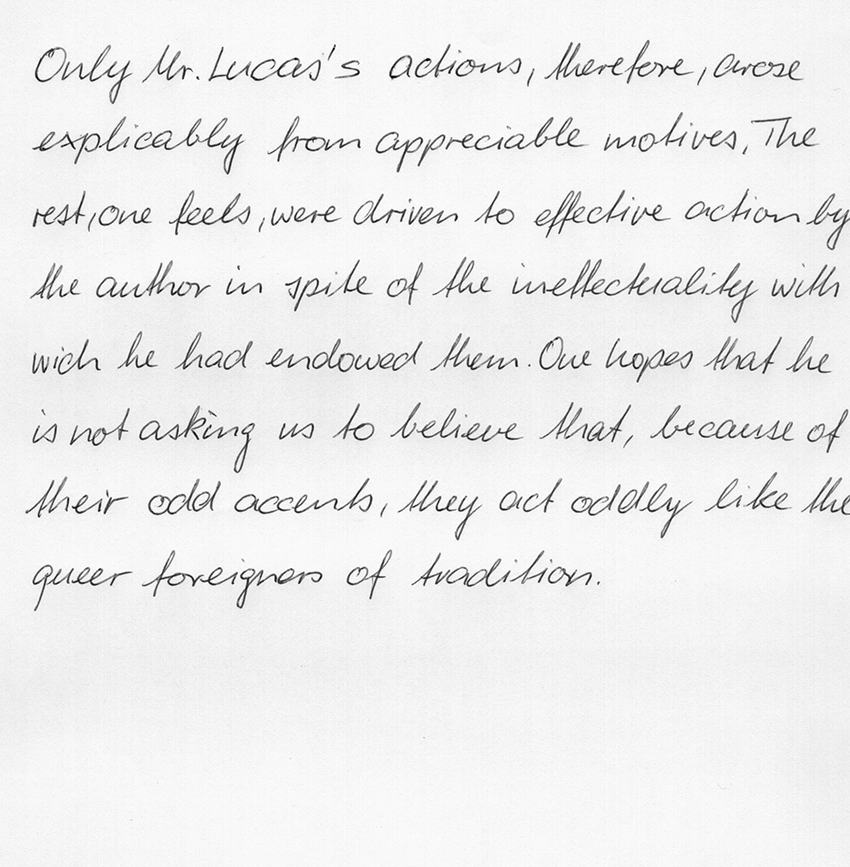 Only Mr. Lucas's actions, therefore, arose
explicably from appreciable motives, The
rest, one feels, were driven to effective action by
the author in spite of the ineffectuality with
wich he had endowed them. One hopes that he
is not asking us to believe that, because of
their odd accents, they act oddly like the
queer foreigners of tradition.